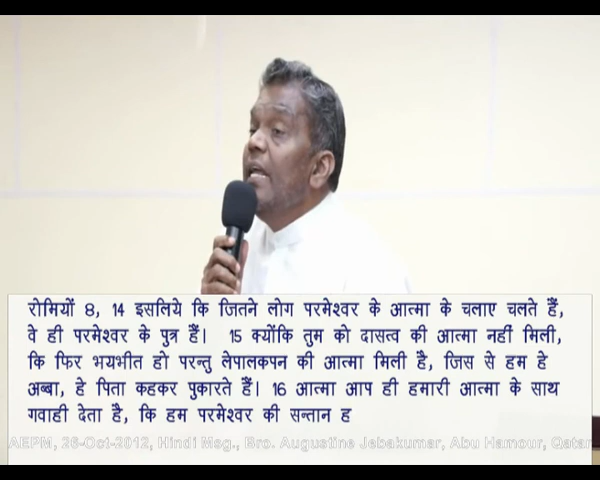 रोमियों 8, 14 इसलिये कि जितने लोग परमेश्वर के आत्मा के चलाए चलते हैं,
वे ही परमेश्वर के पुत्र हैं। 15 क्योंकि तुम को दासत्व की आत्मा नहीं मिली,
कि फिर भयभीत हो परन्तु लेपालकपन की आत्मा मिली है, जिस से हम हे
अब्बा, हे पिता कहकर पुकारते हैं। 16 आत्मा आप ही हमारी आत्मा के साथ
गवाही देता है, कि हम परमेश्वर की सन्तान ह
AEPM, 26-Oct-2012, Hindi Msg., Bro. Augustine Jebakumar, Abu Hamour, Qatar